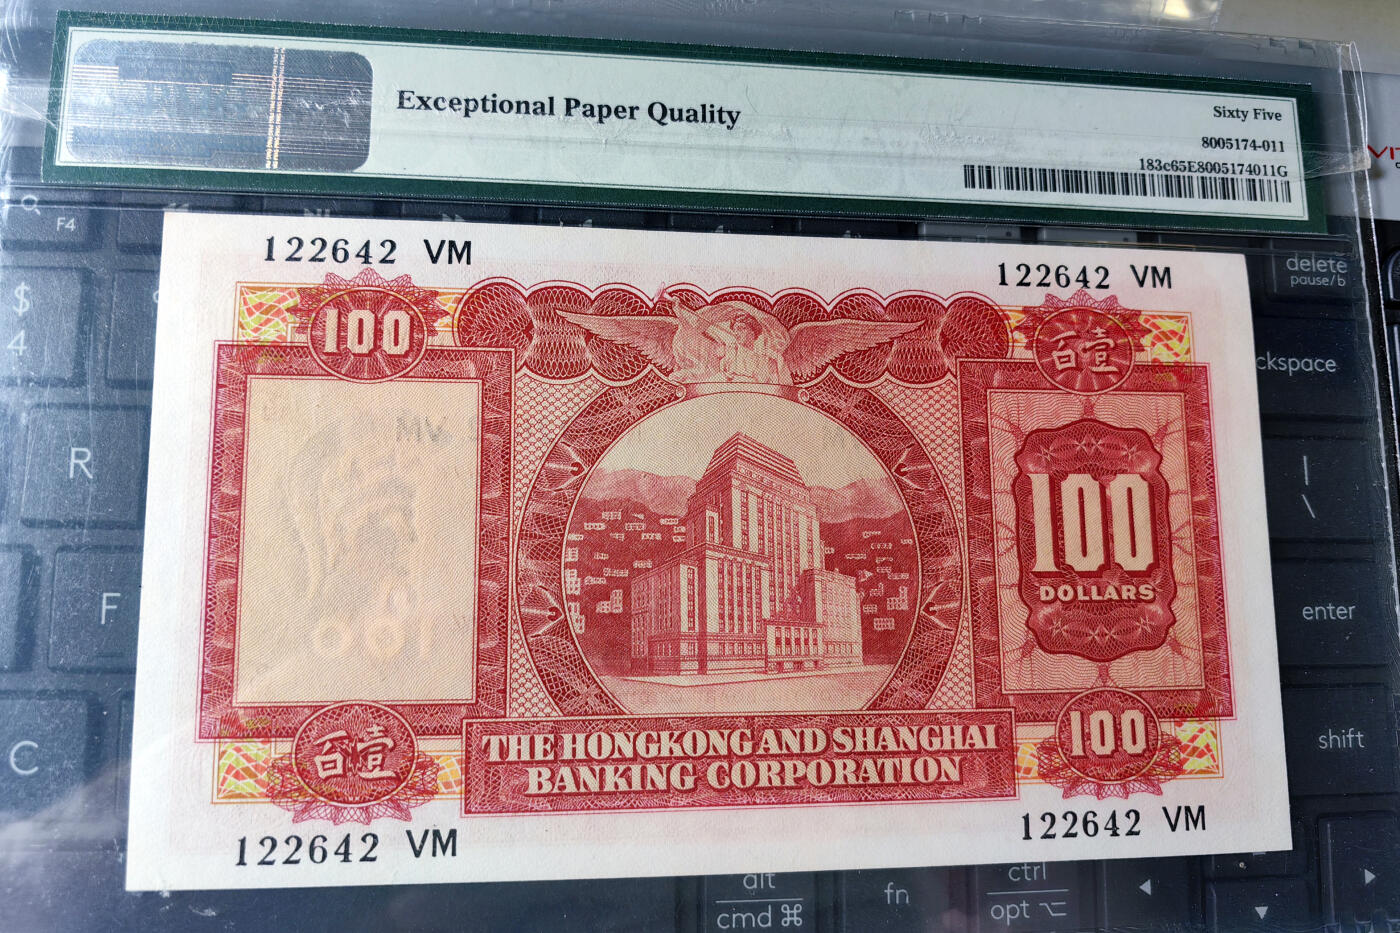 Exceptional Paper Quality
Sixty Five
8005174-011
183c65E8005174011G
F4
delete
pause/b
$
4
ckspace
R
|
\
F
enter
C
shift
alt
cmd ⌘
fn
ctrl
opt ⌥
122642 VM
122642 VM
100
百壹
100
DOLLARS
百壹
100
THE HONGKONG AND SHANGHAI
BANKING CORPORATION
122642 VM
122642 VM